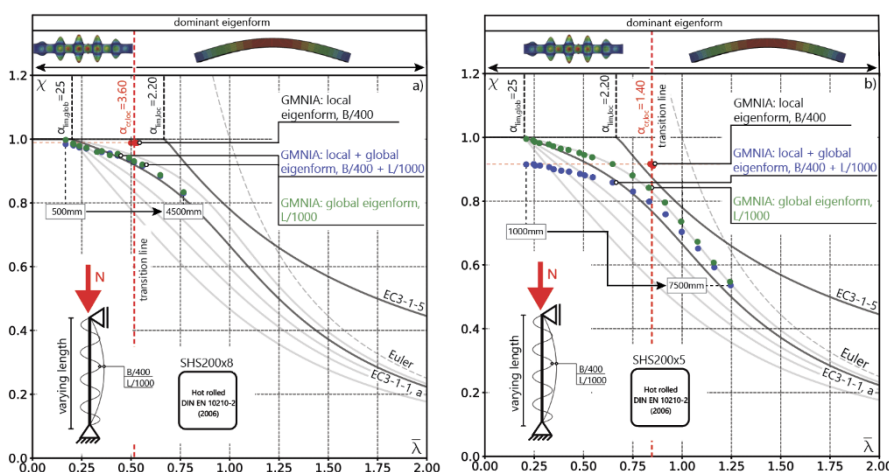 dominant eigenform
1.2
χ
a)
α_lim,glob=25
α_cr,loc=3.60
α_lim,loc=2.20
GMNIA: local
eigenform, B/400
1.0
GMNIA: local + global
eigenform, B/400 + L/1000
GMNIA: global eigenform,
L/1000
0.8
500mm
4500mm
transition line
0.6
N
EC3-1-5
0.4
varying length
B/400
L/1000
SHS200x8
Hot rolled
DIN EN 10210-2
(2006)
Euler
EC3-1-1, a
0.2
0.0
0.00 0.25 0.50 0.75 1.00 1.25 1.50 1.75 2.00
λ̅
dominant eigenform
1.2
χ
b)
α_lim,glob=25
α_lim,loc=2.20
α_cr,loc=1.40
transition line
GMNIA: local
eigenform, B/400
1.0
GMNIA: local + global
eigenform, B/400 + L/1000
GMNIA: global eigenform,
L/1000
0.8
1000mm
7500mm
0.6
N
EC3-1-5
0.4
varying length
B/400
L/1000
SHS200x5
Hot rolled
DIN EN 10210-2
(2006)
Euler
EC3-1-1, a
0.2
0.0
0.00 0.25 0.50 0.75 1.00 1.25 1.50 1.75 2.00
λ̅